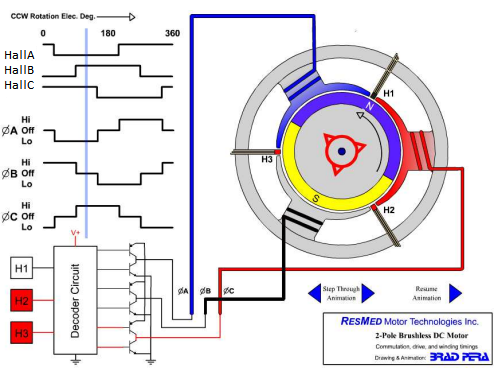 CCW Rotation Elec. Deg.
0 180 360
HallA
HallB
HallC
Hi
ØA Off
Lo
Hi
ØB Off
Lo
Hi
ØC Off
Lo
V+
H1
H2
H3
Decoder Circuit
ØA ØB ØC
H1
N
H3
S
H2
Step Through
Animation
Resume
Animation
RESMED Motor Technologies Inc.
2-Pole Brushless DC Motor
Commutation, drive, and winding timings
Drawing & Animation: BRAD PERA